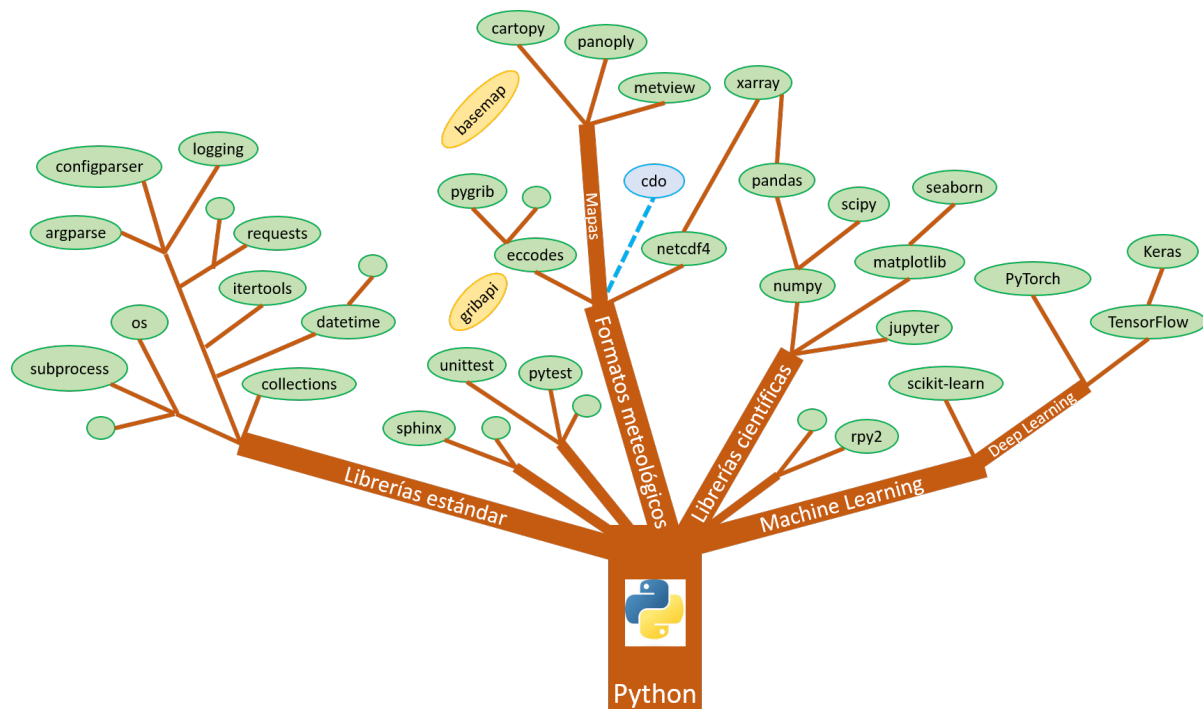 cartopy
panoply
metview
xarray
basemap
configparser
logging
cdo
pygrib
pandas
seaborn
scipy
Mapas
argparse
requests
eccodes
netcdf4
Keras
matplotlib
PyTorch
itertools
numpy
gribapi
os
datetime
TensorFlow
jupyter
unittest
pytest
subprocess
collections
scikit-learn
Formatos meteológicos
Librerías científicas
Deep Learning
sphinx
rpy2
Librerías estándar
Machine Learning
Python